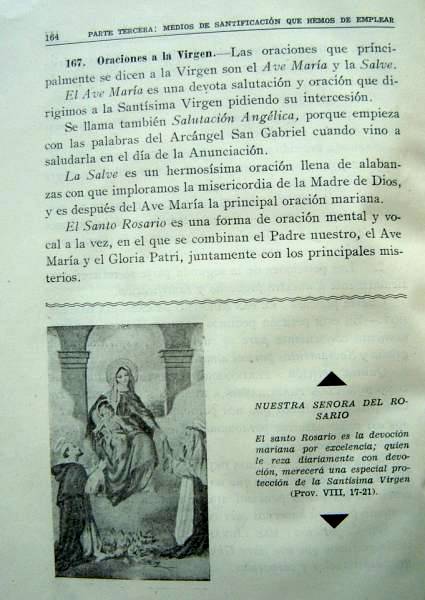 164 PARTE TERCERA: MEDIOS DE SANTIFICACIÓN QUE HEMOS DE EMPLEAR
167. Oraciones a la Virgen.—Las oraciones que princi-
palmente se dicen a la Virgen son el Ave María y la Salve.
El Ave María es una devota salutación y oración que di-
rigimos a la Santísima Virgen pidiendo su intercesión.
Se llama también Salutación Angélica, porque empieza
con las palabras del Arcángel San Gabriel cuando vino a
saludarla en el día de la Anunciación.
La Salve es un hermosísima oración llena de alaban-
zas con que imploramos la misericordia de la Madre de Dios,
y es después del Ave María la principal oración mariana.
El Santo Rosario es una forma de oración mental y vo-
cal a la vez, en el que se combinan el Padre nuestro, el Ave
María y el Gloria Patri, juntamente con los principales mis-
terios.
NUESTRA SEÑORA DEL RO-
SARIO
El santo Rosario es la devoción
mariana por excelencia; quien
le reza diariamente con devo-
ción, merecerá una especial pro-
tección de la Santísima Virgen
(Prov. VIII, 17-21).